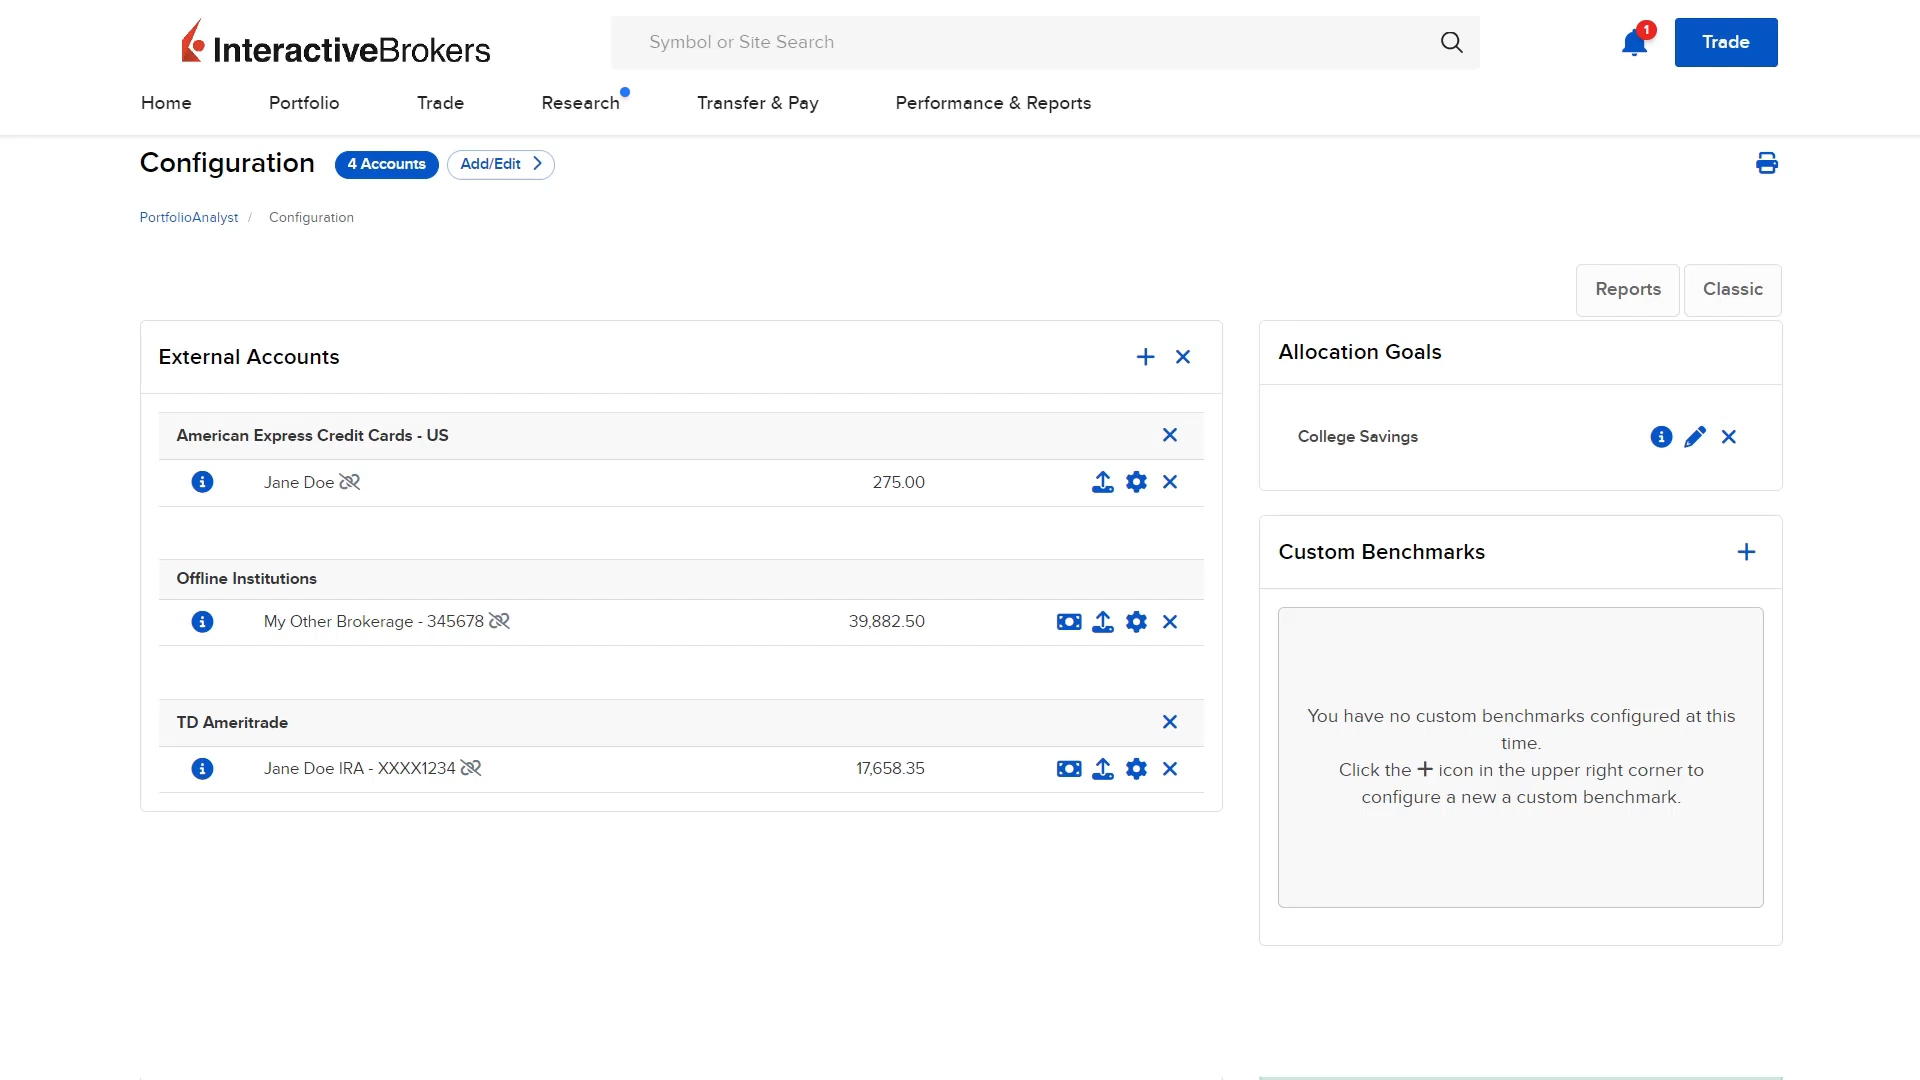 InteractiveBrokers
Symbol or Site Search
1
Trade
Home
Portfolio
Trade
Research
Transfer & Pay
Performance & Reports
Configuration
4 Accounts
Add/Edit
PortfolioAnalyst / Configuration
Reports
Classic
External Accounts
American Express Credit Cards - US
Jane Doe
275.00
Offline Institutions
My Other Brokerage - 345678
39,882.50
TD Ameritrade
Jane Doe IRA - XXXX1234
17,658.35
Allocation Goals
College Savings
Custom Benchmarks
You have no custom benchmarks configured at this
time.
Click the + icon in the upper right corner to
configure a new a custom benchmark.